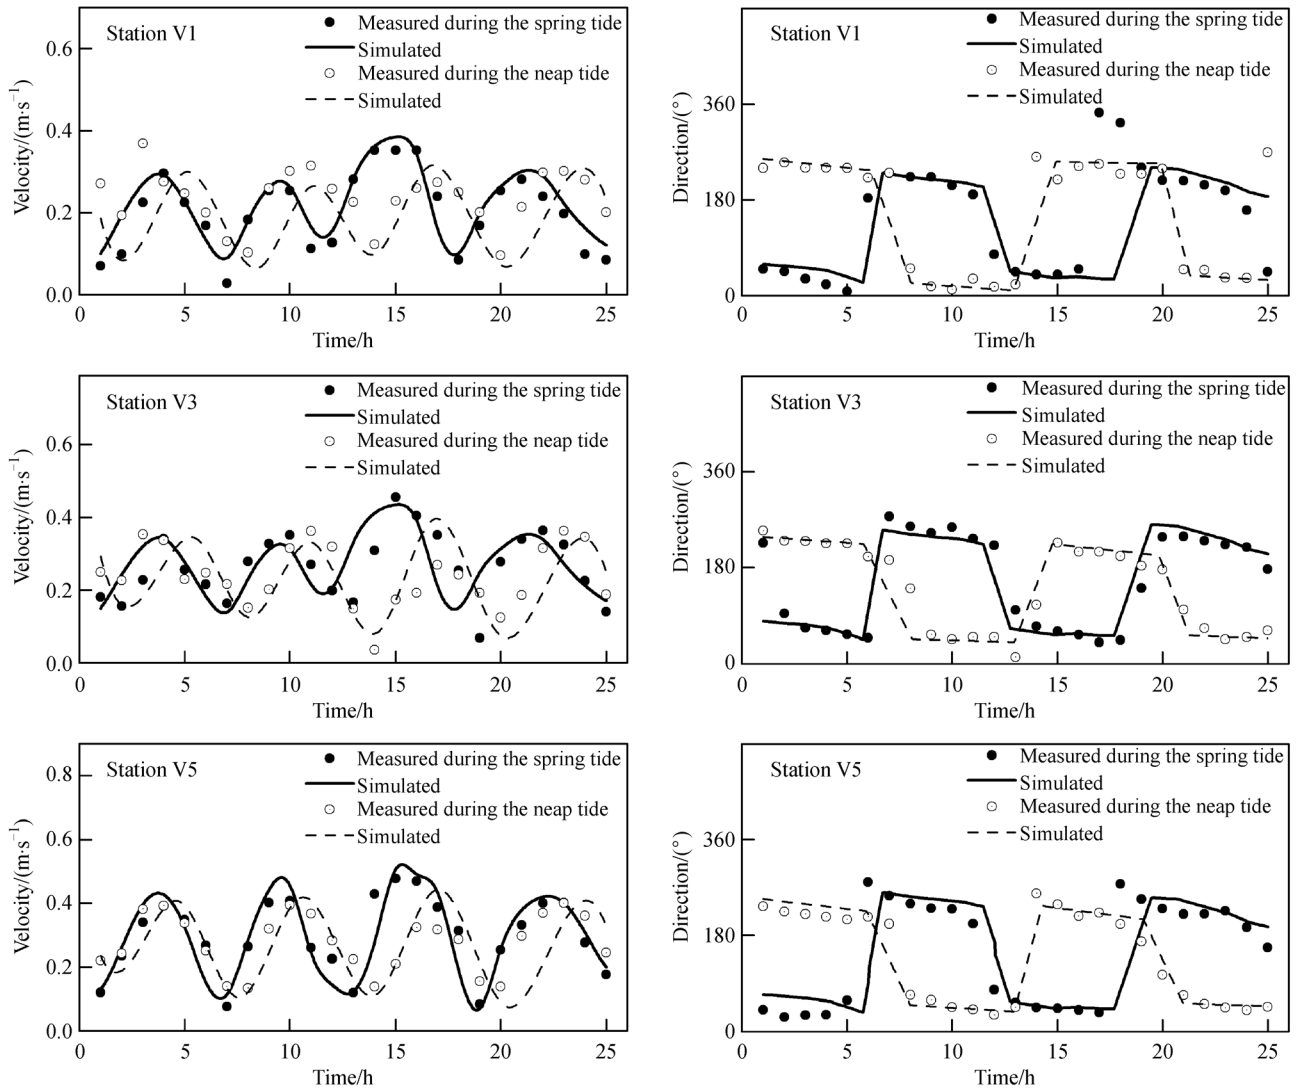 Station V1
Measured during the spring tide
Simulated
Measured during the neap tide
Simulated
Velocity/(m·s⁻¹)
0.6
0.4
0.2
0.0
0 5 10 15 20 25
Time/h
Station V1
Measured during the spring tide
Simulated
Measured during the neap tide
Simulated
Direction/(°)
360
180
0
0 5 10 15 20 25
Time/h
Station V3
Measured during the spring tide
Simulated
Measured during the neap tide
Simulated
Velocity/(m·s⁻¹)
0.6
0.4
0.2
0.0
0 5 10 15 20 25
Time/h
Station V3
Measured during the spring tide
Simulated
Measured during the neap tide
Simulated
Direction/(°)
360
180
0
0 5 10 15 20 25
Time/h
Station V5
Measured during the spring tide
Simulated
Measured during the neap tide
Simulated
Velocity/(m·s⁻¹)
0.8
0.6
0.4
0.2
0.0
0 5 10 15 20 25
Time/h
Station V5
Measured during the spring tide
Simulated
Measured during the neap tide
Simulated
Direction/(°)
360
180
0
0 5 10 15 20 25
Time/h